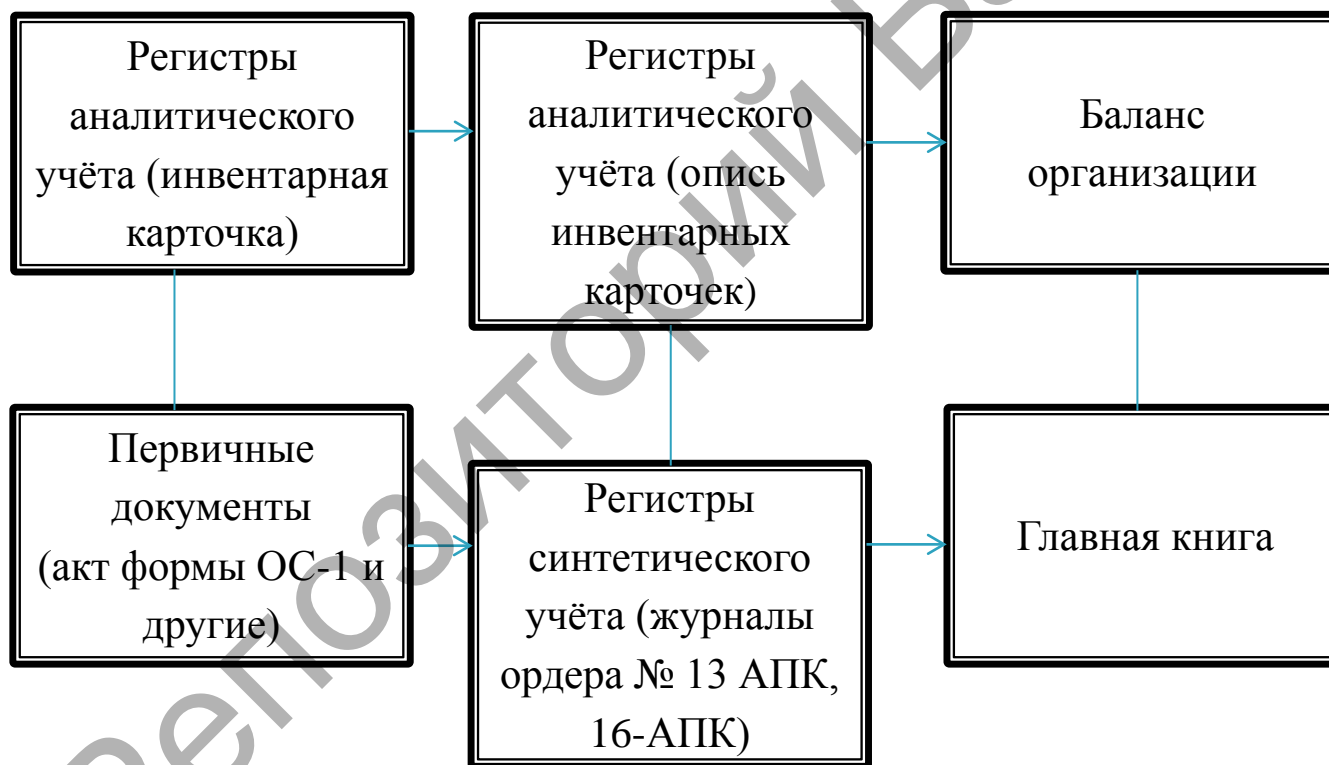 Регистры
аналитического
учёта (инвентарная
карточка)
Регистры
аналитического
учёта (опись
инвентарных
карточек)
Баланс
организации
Первичные
документы
(акт формы ОС-1 и
другие)
Регистры
синтетического
учёта (журналы
ордера № 13 АПК,
16-АПК)
Главная книга
Репозиторий